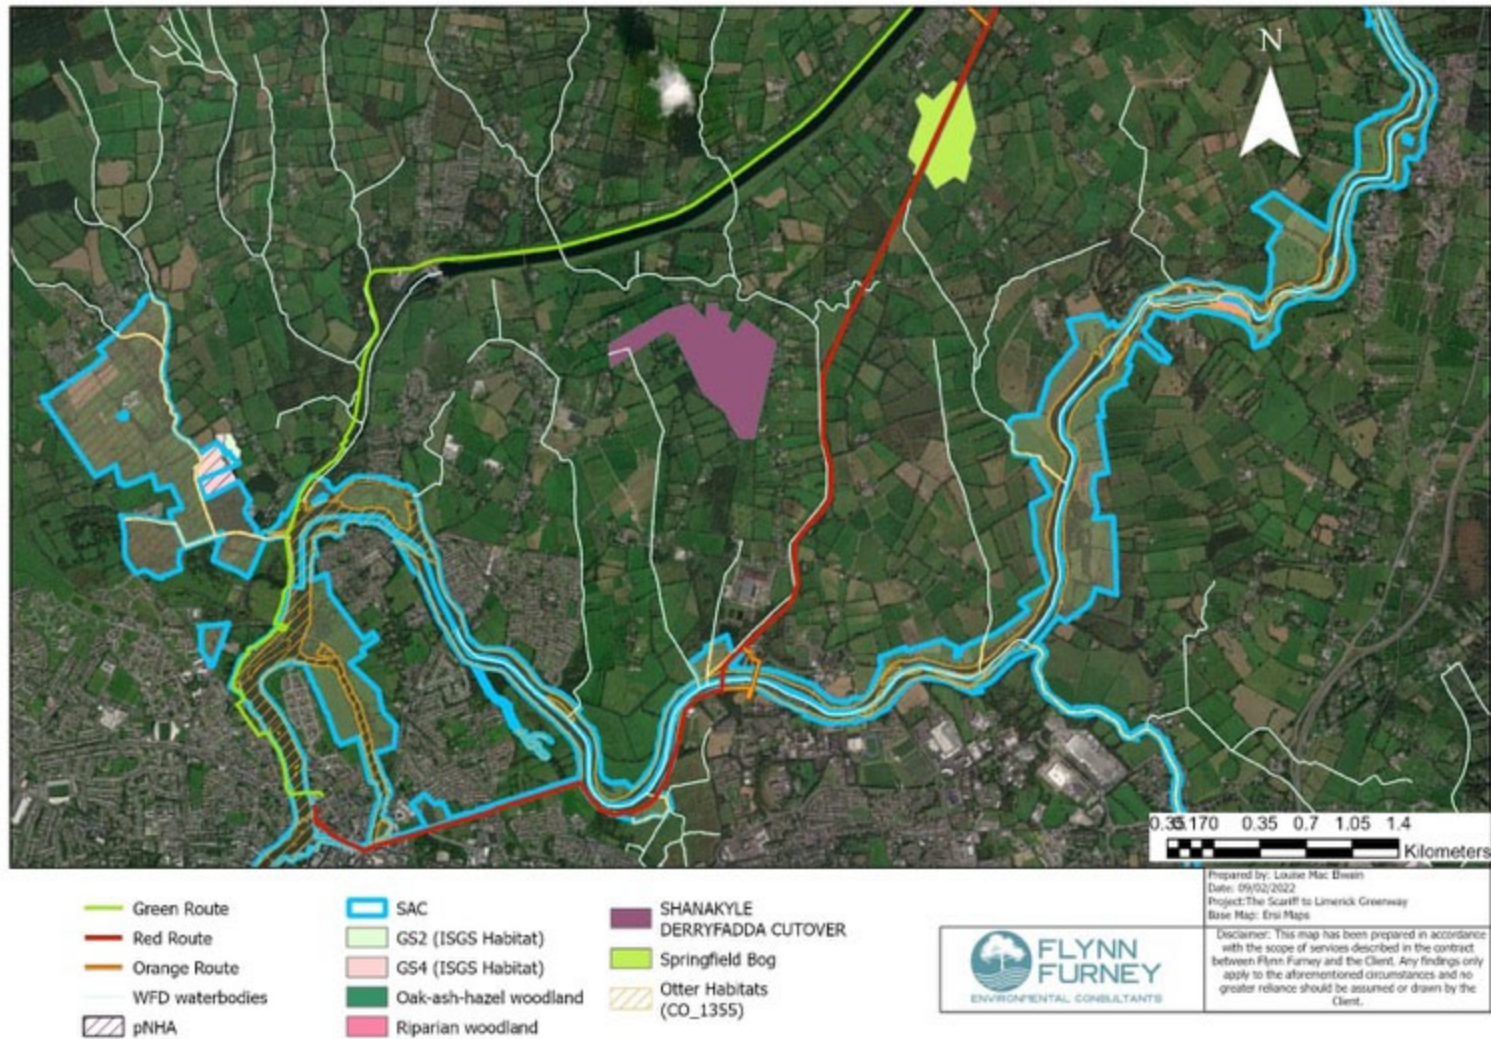 N
0.35 0.170 0.35 0.7 1.05 1.4
Kilometers
Green Route
Red Route
Orange Route
WFD waterbodies
pNHA
SAC
GS2 (ISGS Habitat)
GS4 (ISGS Habitat)
Oak-ash-hazel woodland
Riparian woodland
SHANAKYLE
DERRYFADDA CUTOVER
Springfield Bog
Otter Habitats
(CO_1355)
FLYNN
FURNEY
ENVIRONMENTAL CONSULTANTS
Prepared by: Louise Mac Elwain
Date: 09/02/2022
Project:The Scariff to Limerick Greenway
Base Map: Ersi Maps
Disclaimer: This map has been prepared in accordance
with the scope of services described in the contract
between Flynn Furney and the Client. Any findings only
apply to the aforementioned circumstances and no
greater reliance should be assumed or drawn by the
Client.